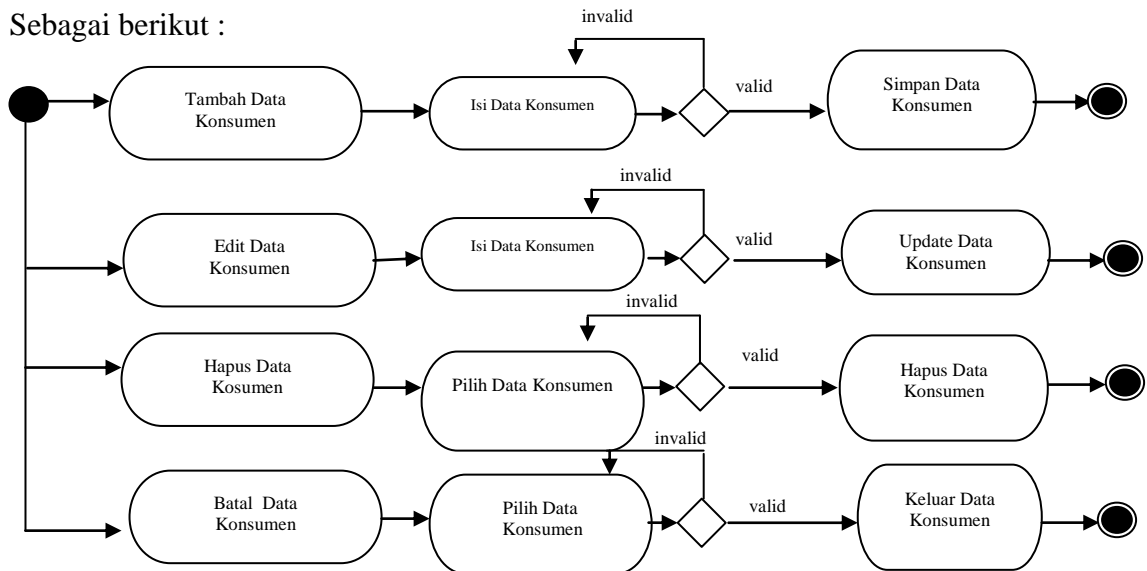 Sebagai berikut :
invalid
Tambah Data
Konsumen
Isi Data Konsumen
valid
Simpan Data
Konsumen
invalid
Edit Data
Konsumen
Isi Data Konsumen
valid
Update Data
Konsumen
invalid
Hapus Data
Kosumen
Pilih Data Konsumen
valid
Hapus Data
Konsumen
invalid
Batal Data
Konsumen
Pilih Data
Konsumen
valid
Keluar Data
Konsumen